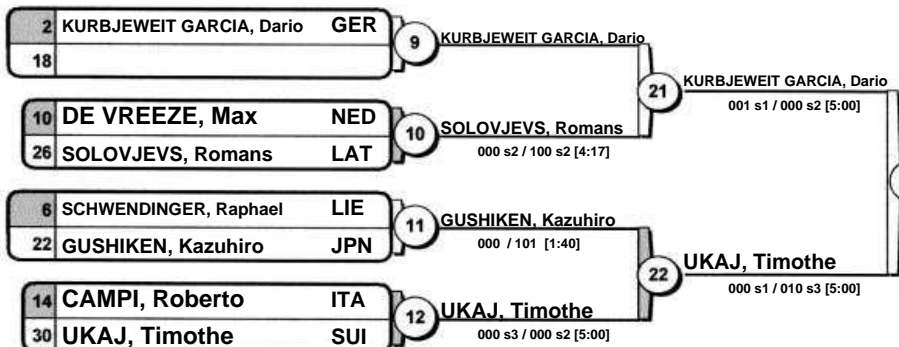 2 KURBJEWEIT GARCIA, Dario GER
18
9
KURBJEWEIT GARCIA, Dario
10 DE VREEZE, Max NED
26 SOLOVJEVS, Romans LAT
10
SOLOVJEVS, Romans
000 s2 / 100 s2 [4:17]
21
KURBJEWEIT GARCIA, Dario
001 s1 / 000 s2 [5:00]
6 SCHWENDINGER, Raphael LIE
22 GUSHIKEN, Kazuhiro JPN
11
GUSHIKEN, Kazuhiro
000 / 101 [1:40]
14 CAMPI, Roberto ITA
30 UKAJ, Timothe SUI
12
UKAJ, Timothe
000 s3 / 000 s2 [5:00]
22
UKAJ, Timothe
000 s1 / 010 s3 [5:00]